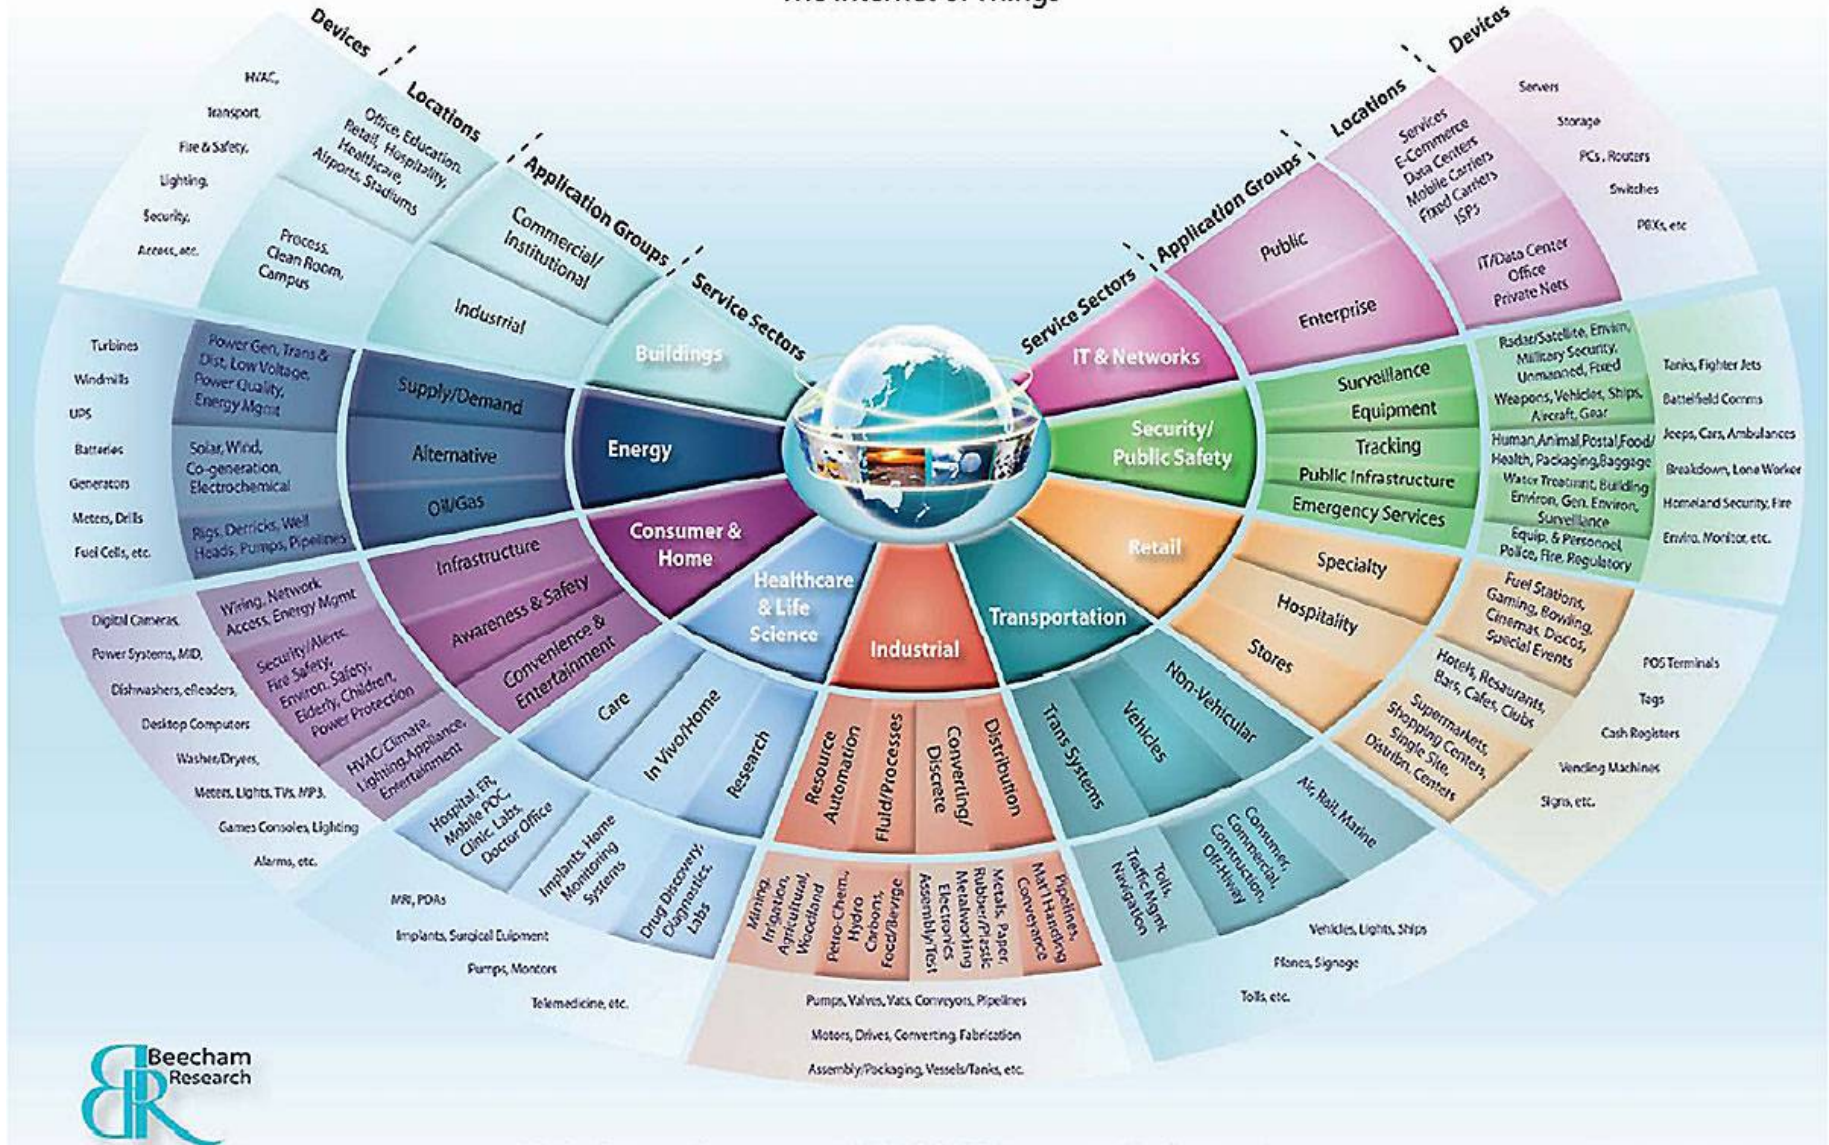 The Internet of Things
Devices
Locations
Application Groups
Service Sectors
HVAC,
Transport,
Fire & Safety,
Lighting,
Security,
Access, etc.
Office, Education,
Retail, Hospitality,
Healthcare,
Airports, Stadiums
Process,
Clean Room,
Campus
Commercial/
Institutional
Industrial
Buildings
Turbines
Windmills
UPS
Batteries
Generators
Meters, Drills
Fuel Cells, etc.
Power Gen, Trans &
Dist, Low Voltage,
Power Quality,
Energy Mgmt
Solar, Wind,
Co-generation,
Electrochemical
Rigs, Derricks, Well
Heads, Pumps, Pipelines
Supply/Demand
Alternative
Oil/Gas
Energy
Digital Cameras,
Power Systems, MID,
Dishwashers, eReaders,
Desktop Computers
Washer/Dryers,
Meters, Lights, TVs, MP3,
Games Consoles, Lighting
Alarms, etc.
Wiring, Network
Access, Energy Mgmt
Security/Alerts,
Fire Safety,
Environ. Safety,
Elderly, Children,
Power Protection
HVAC/Climate,
Lighting, Appliance,
Entertainment
Infrastructure
Awareness & Safety
Convenience &
Entertainment
Consumer &
Home
MRI, PDAs
Implants, Surgical Euipment
Pumps, Monitors
Telemedicine, etc.
Hospital, ER,
Mobile POC,
Clinic, Labs,
Doctor Office
Implants, Home
Monitoring
Systems
Drug Discovery,
Diagnostics,
Labs
Care
In Vivo/Home
Research
Healthcare
& Life
Science
Industrial
Resource
Automation
Fluid/Processes
Converting/
Discrete
Distribution
Mining,
Irrigation,
Agricultural,
Woodland
Petro-Chem.,
Hydro
Carbons,
Food/Bevrge
Metals, Paper,
Rubber/Plastic
Metalworking
Electronics
Assembly/Test
Pipelines,
Mat'l Handling
Conveyance
Pumps, Valves, Vats, Conveyors, Pipelines
Motors, Drives, Converting, Fabrication
Assembly/Packaging, Vessels/Tanks, etc.
Transportation
Trans Systems
Vehicles
Non-Vehicular
Tolls,
Traffic Mgmt
Navigation
Consumer,
Commercial,
Construction,
Off-Hiway
Air, Rail, Marine
Vehicles, Lights, Ships
Planes, Signage
Tolls, etc.
Retail
Specialty
Hospitality
Stores
Fuel Stations,
Gaming, Bowling,
Cinemas, Discos,
Special Events
Hotels, Resaurants,
Bars, Cafes, Clubs
Supermarkets,
Shopping Centers,
Single Site,
Distribn. Centers
POS Terminals
Tags
Cash Registers
Vending Machines
Signs, etc.
Security/
Public Safety
Surveillance
Equipment
Tracking
Public Infrastructure
Emergency Services
Radar/Satellite, Environ,
Military Security,
Unmanned, Fixed
Weapons, Vehicles, Ships,
Aircraft, Gear
Human,Animal,Postal,Food/
Health, Packaging,Baggage
Water Treatmnt, Building
Environ, Gen. Environ,
Surveillance
Equip. & Personnel,
Police, Fire, Regulatory
Tanks, Fighter Jets
Battelfield Comms
Jeeps, Cars, Ambulances
Breakdown, Lone Worker
Homeland Security, Fire
Enviro. Monitor, etc.
IT & Networks
Public
Enterprise
Services
E-Commerce
Data Centers
Mobile Carriers
Fixed Carriers
ISPs
IT/Data Center
Office
Private Nets
Servers
Storage
PCs, Routers
Switches
PBXs, etc
Service Sectors
Application Groups
Locations
Devices
Beecham
Research